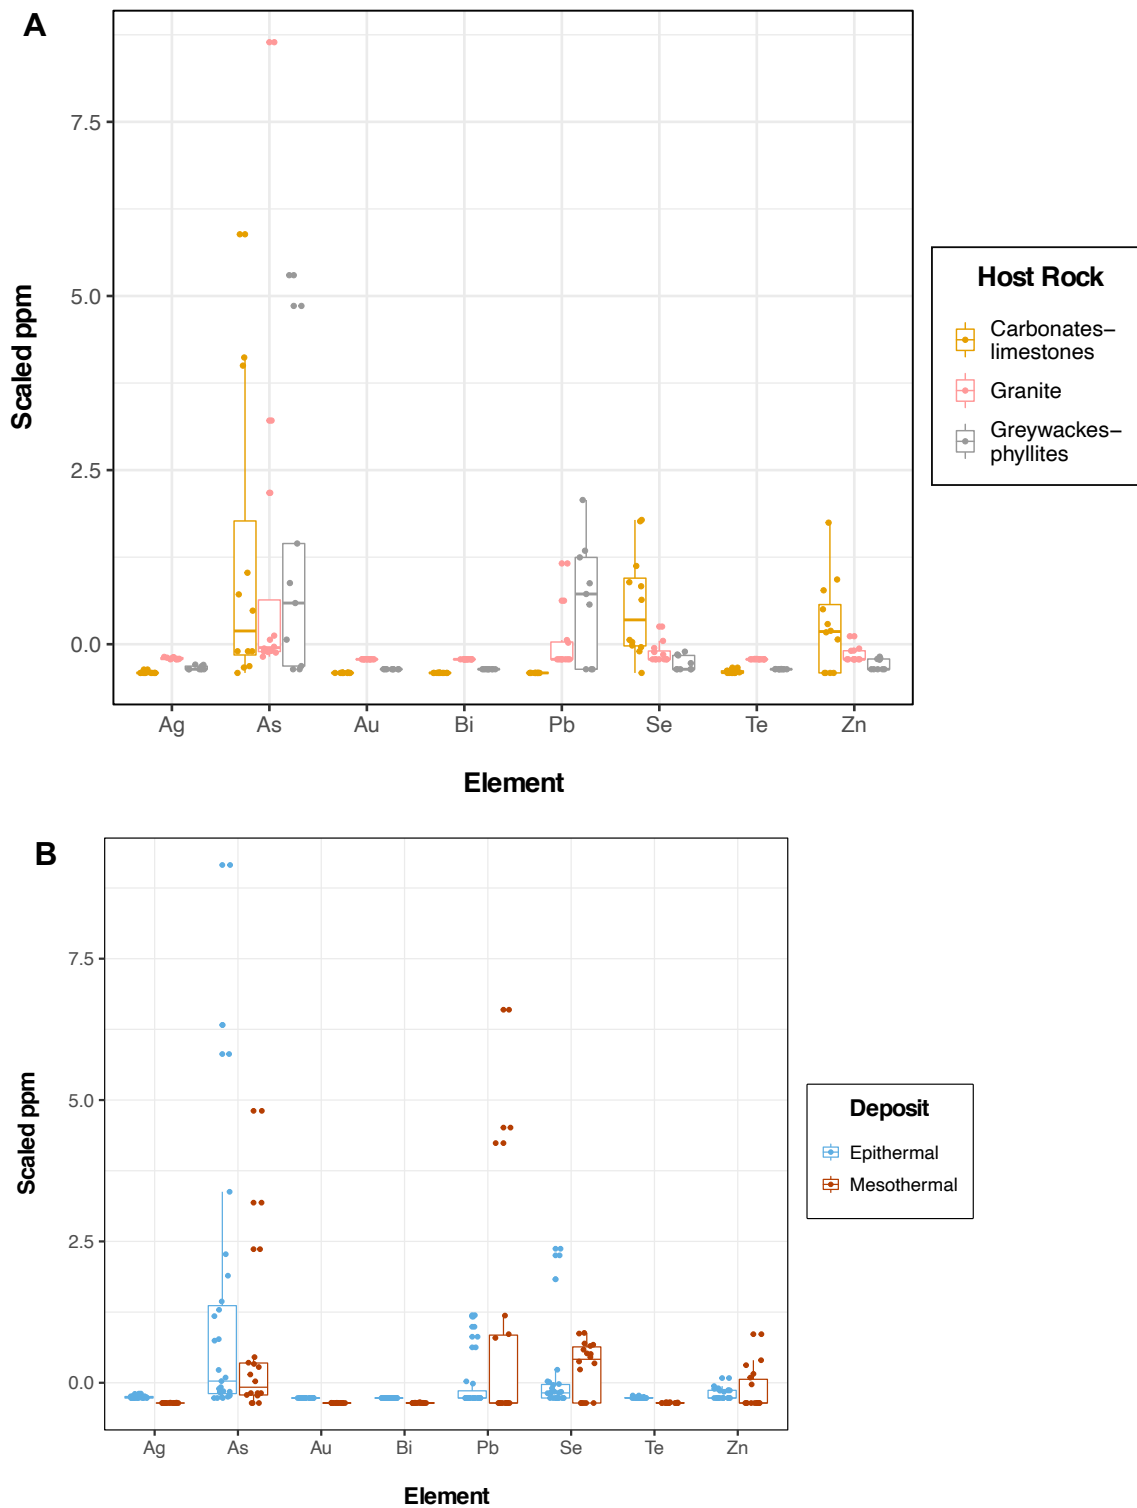 A
7.5
5.0
2.5
0.0
Scaled ppm
Ag As Au Bi Pb Se Te Zn
Element
Host Rock
Carbonates−
limestones
Granite
Greywackes−
phyllites
B
7.5
5.0
2.5
0.0
Scaled ppm
Ag As Au Bi Pb Se Te Zn
Element
Deposit
Epithermal
Mesothermal